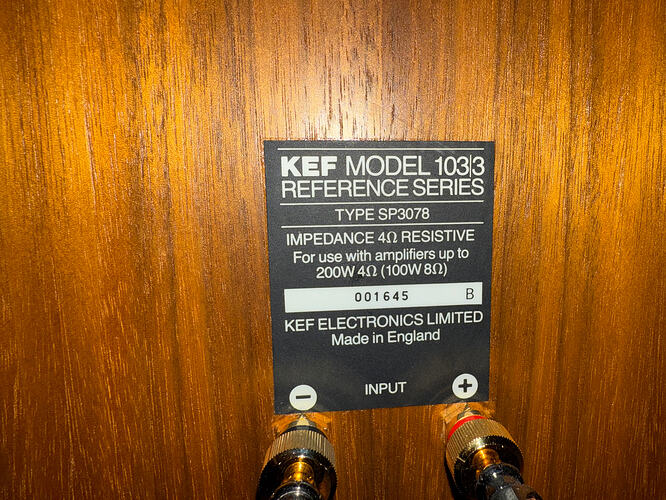 KEF MODEL 103|3
REFERENCE SERIES
TYPE SP3078
IMPEDANCE 4Ω RESISTIVE
For use with amplifiers up to
200W 4Ω (100W 8Ω)
001645 B
KEF ELECTRONICS LIMITED
Made in England
− INPUT +